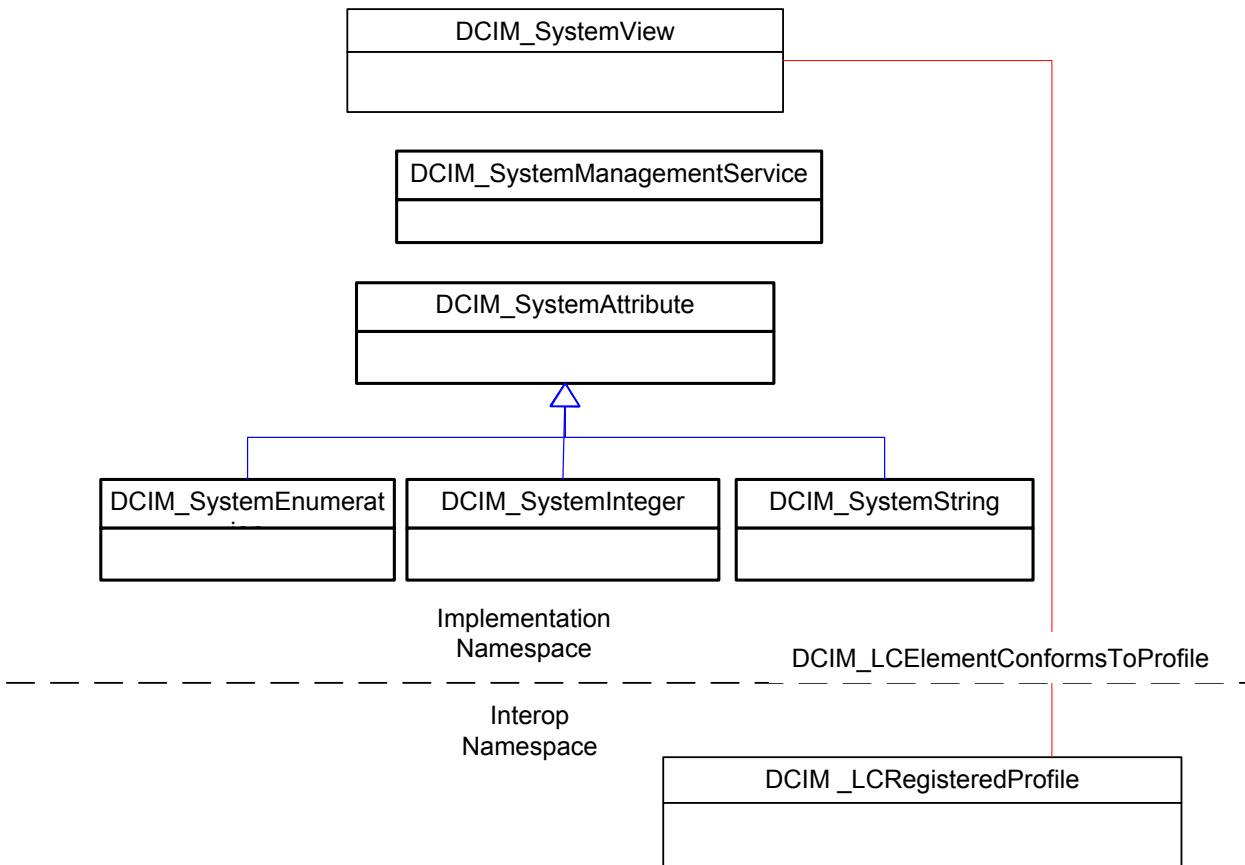 DCIM_SystemView
DCIM_SystemManagementService
DCIM_SystemAttribute
DCIM_SystemEnumerat
DCIM_SystemInteger
DCIM_SystemString
Implementation
Namespace
DCIM_LCElementConformsToProfile
Interop
Namespace
DCIM _LCRegisteredProfile